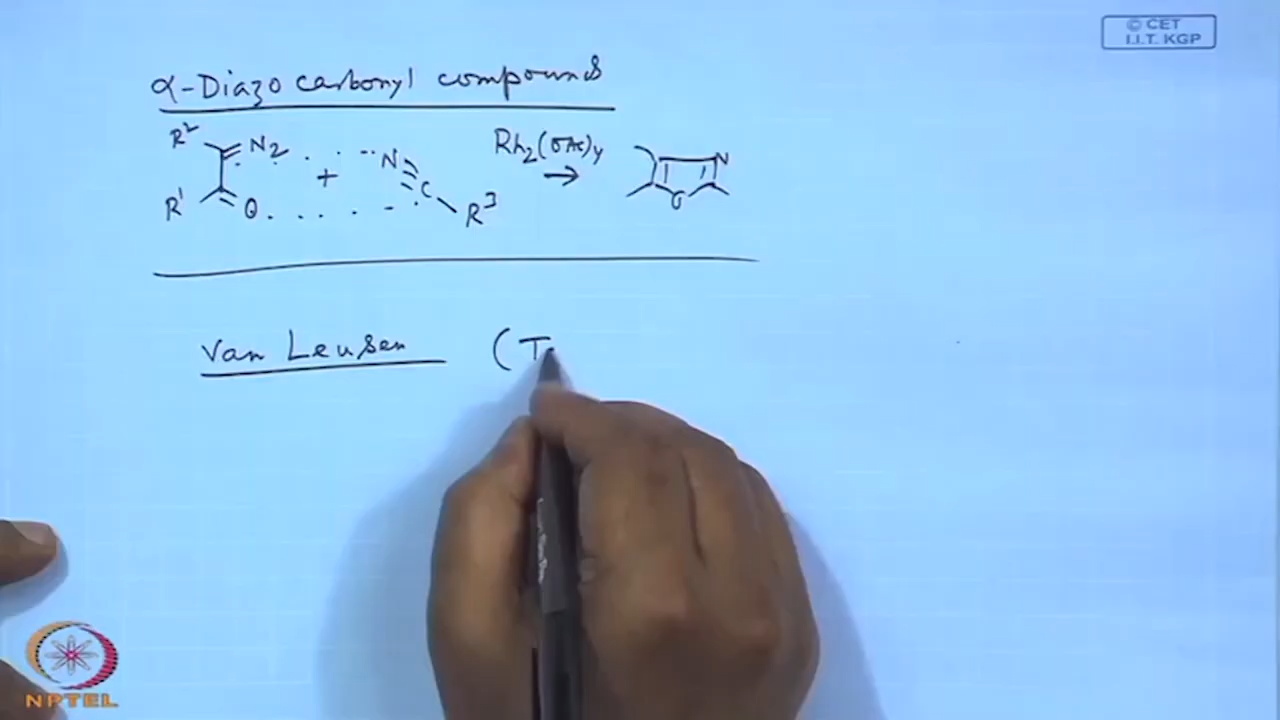 © CET
I.I.T. KGP
α-Diazo carbonyl compounds
R² N₂ N Rh₂(OAc)₄ N
+ →
R¹ O C R³ O
Van Leusen (T
NPTEL